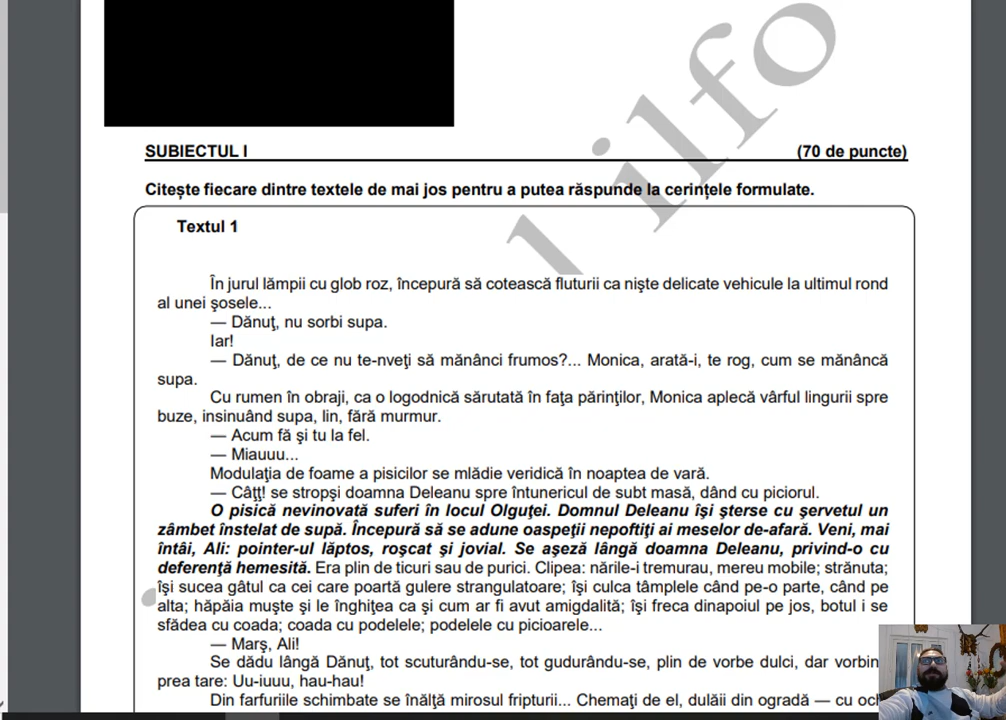 SUBIECTUL I (70 de puncte)
Citește fiecare dintre textele de mai jos pentru a putea răspunde la cerințele formulate.
Textul 1
În jurul lămpii cu glob roz, începură să cotească fluturii ca nişte delicate vehicule la ultimul rond
al unei şosele...
— Dănuţ, nu sorbi supa.
Iar!
— Dănuţ, de ce nu te-nveţi să mănânci frumos?... Monica, arată-i, te rog, cum se mănâncă
supa.
Cu rumen în obraji, ca o logodnică sărutată în faţa părinţilor, Monica aplecă vârful lingurii spre
buze, insinuând supa, lin, fără murmur.
— Acum fă şi tu la fel.
— Miauuu...
Modulaţia de foame a pisicilor se mlădie veridică în noaptea de vară.
— Câţţ! se stropşi doamna Deleanu spre întunericul de subt masă, dând cu piciorul.
O pisică nevinovată suferi în locul Olguţei. Domnul Deleanu îşi şterse cu şervetul un
zâmbet înstelat de supă. Începură să se adune oaspeţii nepoftiţi ai meselor de-afară. Veni, mai
întâi, Ali: pointer-ul lăptos, roşcat şi jovial. Se aşeză lângă doamna Deleanu, privind-o cu
deferenţă hemesită. Era plin de ticuri sau de purici. Clipea: nările-i tremurau, mereu mobile; strănuta;
îşi sucea gâtul ca cei care poartă gulere strangulatoare; îşi culca tâmplele când pe-o parte, când pe
alta; hăpăia muşte şi le înghiţea ca şi cum ar fi avut amigdalită; îşi freca dinapoiul pe jos, botul i se
sfădea cu coada; coada cu podelele; podelele cu picioarele...
— Marş, Ali!
Se dădu lângă Dănuţ, tot scuturându-se, tot gudurându-se, plin de vorbe dulci, dar vorbin
prea tare: Uu-iuuu, hau-hau!
Din farfuriile schimbate se înălţă mirosul fripturii... Chemaţi de el, dulăii din ogradă — cu och
l ilfo